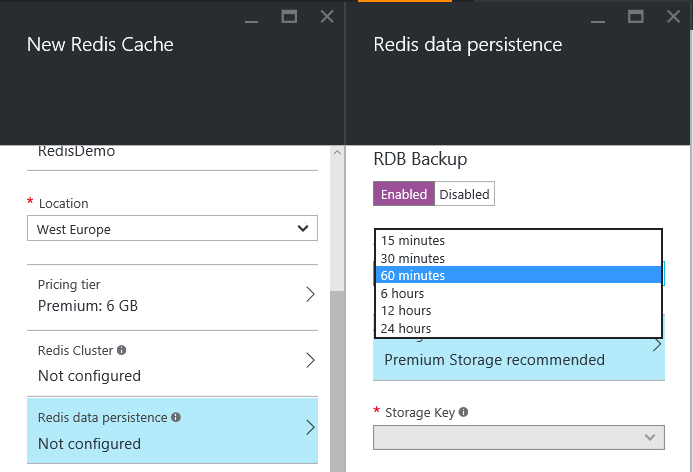 New Redis Cache
RedisDemo
* Location
West Europe
Pricing tier
Premium: 6 GB
Redis Cluster
Not configured
Redis data persistence
Not configured
Redis data persistence
RDB Backup
Enabled Disabled
15 minutes
30 minutes
60 minutes
6 hours
12 hours
24 hours
Premium Storage recommended
* Storage Key